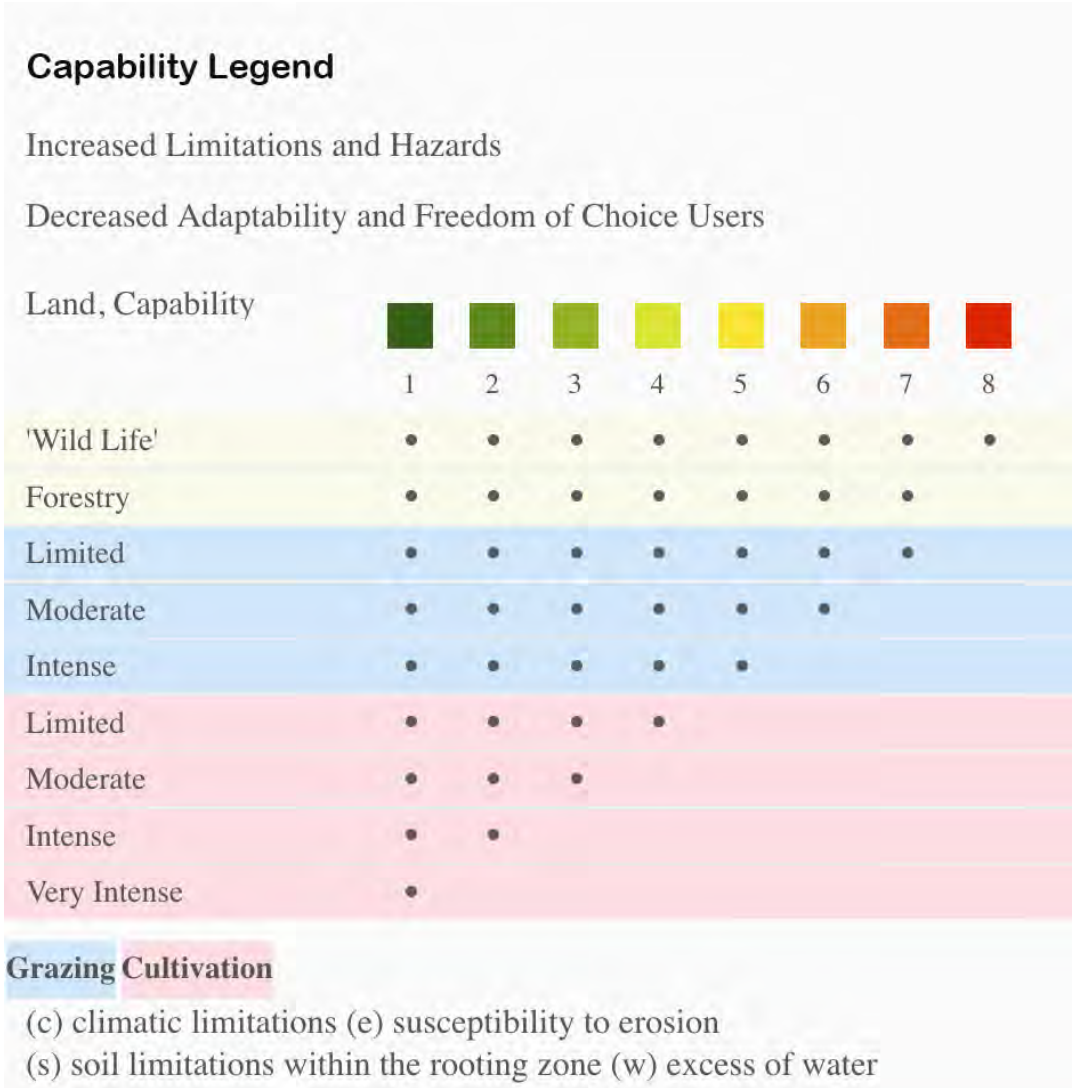 Capability Legend
Increased Limitations and Hazards
Decreased Adaptability and Freedom of Choice Users
Land, Capability
1 2 3 4 5 6 7 8
'Wild Life'
Forestry
Limited
Moderate
Intense
Limited
Moderate
Intense
Very Intense
Grazing Cultivation
(c) climatic limitations (e) susceptibility to erosion
(s) soil limitations within the rooting zone (w) excess of water